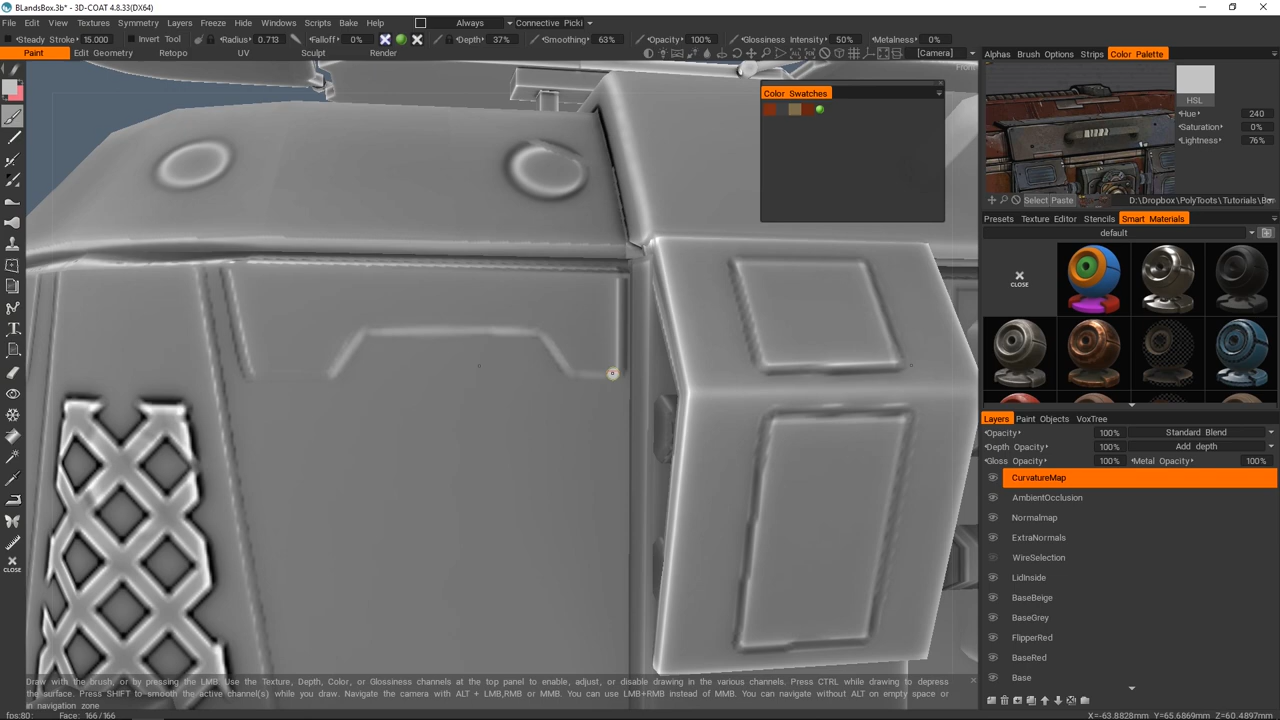 BLandsBox.3b* - 3D-COAT 4.8.33(DX64)
File Edit View Textures Symmetry Layers Freeze Hide Windows Scripts Bake Help Always Connective Picki
Steady Stroke 15.000 Invert Tool Radius 0.713 Falloff 0% Depth 37% Smoothing 63% Opacity 100% Glossiness Intensity 50% Metalness 0%
Paint Edit Geometry Retopo UV Sculpt Render [Camera]
Alphas Brush Options Strips Color Palette
Color Swatches
HSL
Hue 240
Saturation 0%
Lightness 76%
Select Paste D:\Dropbox\PolyToots\Tutorials\Bor
Presets Texture Editor Stencils Smart Materials
default
CLOSE
Layers Paint Objects VoxTree
Opacity 100% Standard Blend
Depth Opacity 100% Add depth
Gloss Opacity 100% Metal Opacity 100%
CurvatureMap
AmbientOcclusion
Normalmap
ExtraNormals
WireSelection
LidInside
BaseBeige
BaseGrey
FlipperRed
BaseRed
Base
CLOSE
Draw with the brush, or by pressing the LMB. Use the Texture, Depth, Color, or Glossiness channels at the top panel to enable, adjust, or disable drawing in the various channels. Press CTRL while drawing to depress
the surface. Press SHIFT to smooth the active channel(s) while you draw. Navigate the camera with ALT + LMB,RMB or MMB. You can use LMB+RMB instead of MMB. You can navigate without ALT on empty space or
in navigation zone
fps:80; Face: 166/166 X=-63.8828m Y=65.6869m Z=60.4897m